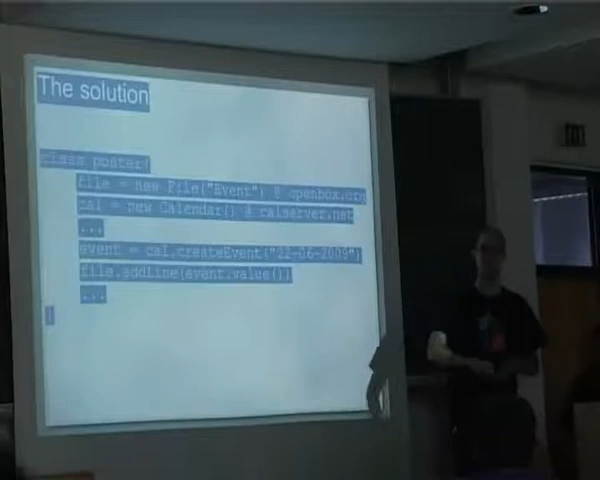 The solution
class poster{
file = new File("Event") @ openbox.org
cal = new Calendar() @ calserver.net
...
event = cal.createEvent("22-06-2009")
file.addLine(event.value())
...
}